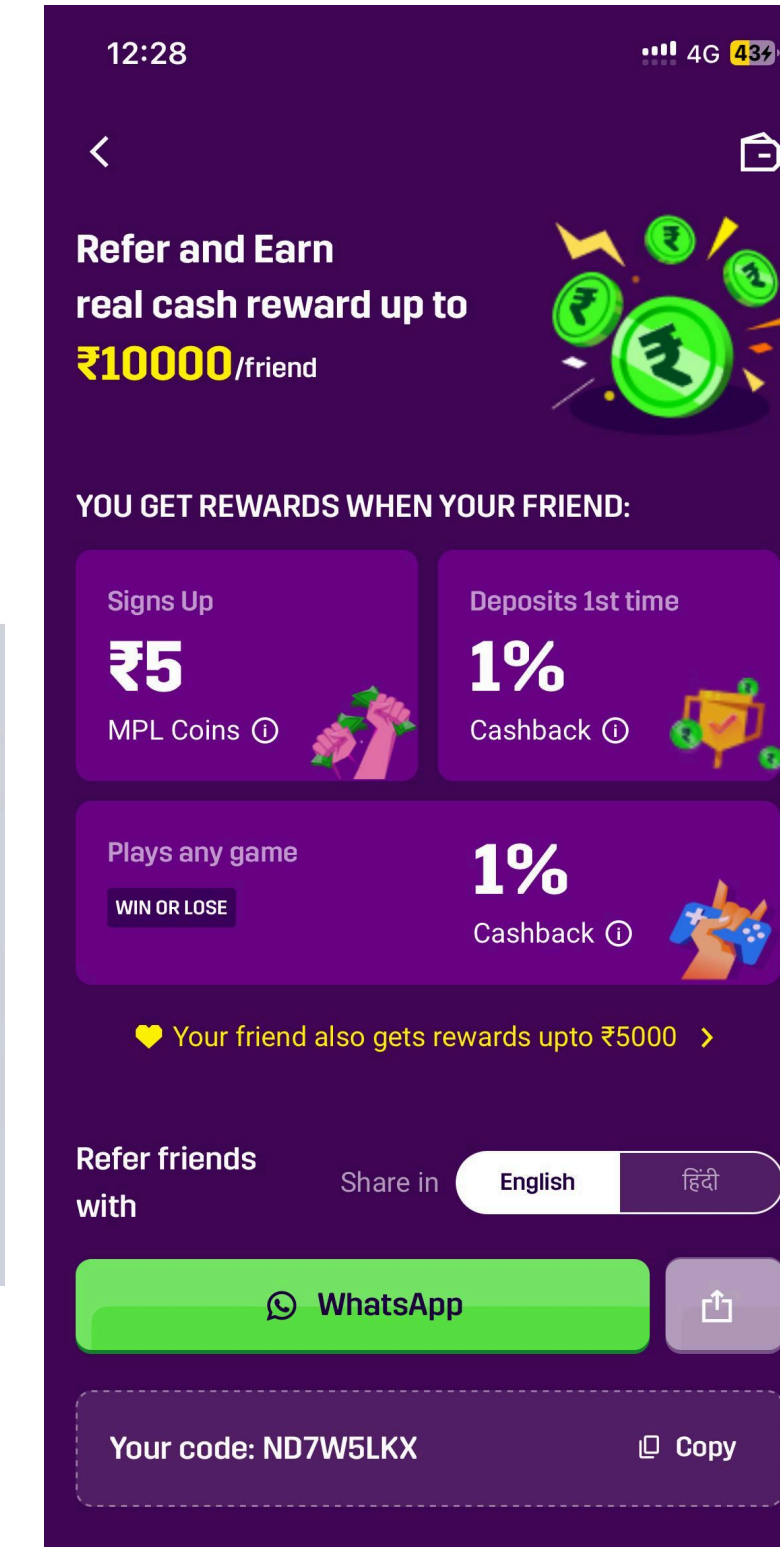 12:28
4G 43
Refer and Earn
real cash reward up to
₹10000/friend
YOU GET REWARDS WHEN YOUR FRIEND:
Signs Up
₹5
MPL Coins
Deposits 1st time
1%
Cashback
Plays any game
WIN OR LOSE
1%
Cashback
Your friend also gets rewards upto ₹5000
Refer friends
with
Share in
English
हिंदी
WhatsApp
Your code: ND7W5LKX
Copy